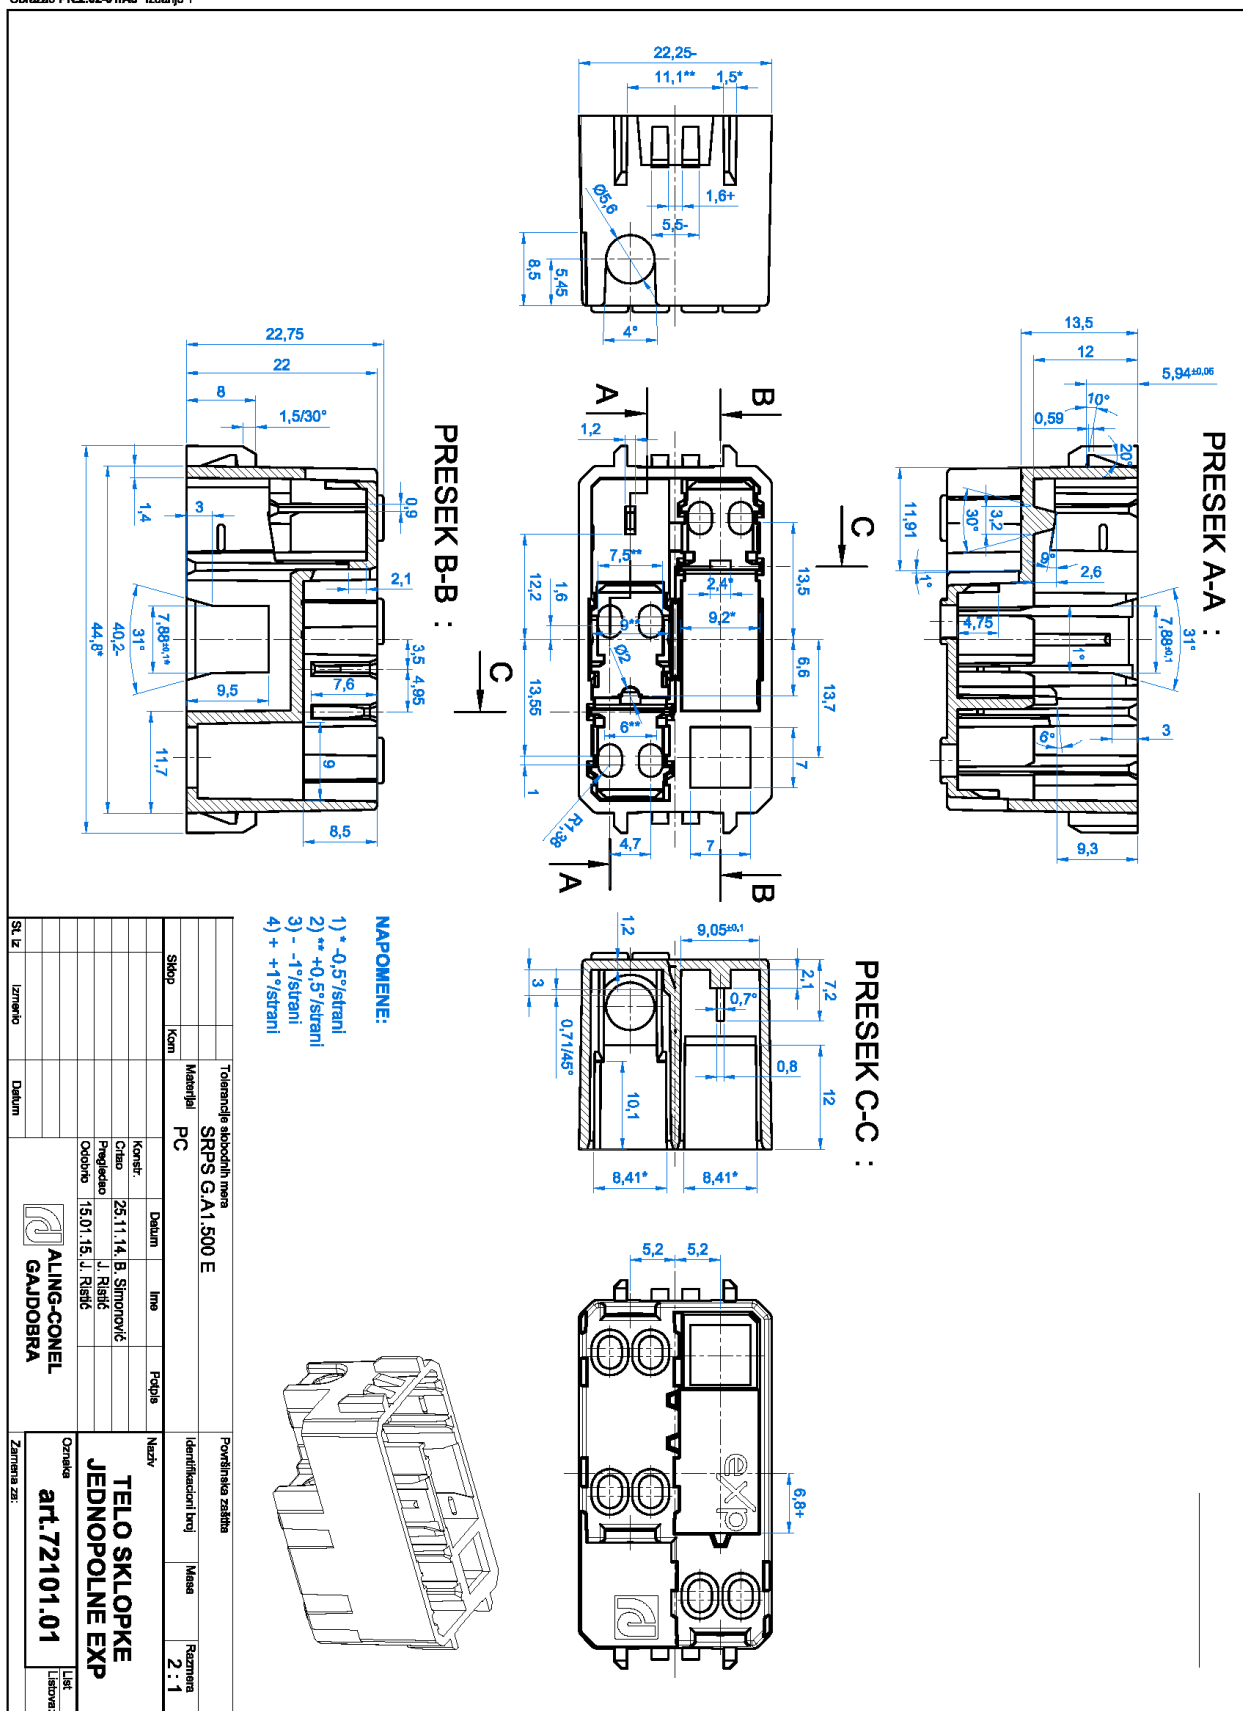 22,25-
11,1**
1,5*
Ø5,6
1,6+
5,5-
8,5
5,45
4°
22,75
22
8
1,5/30°
1,4
3
0,9
2,1
7,88±0,1*
31°
40,2-
44,8*
9,5
7,6
3,5
4,95
11,7
9
8,5
PRESEK B-B :
A
B
1,2
C
7,5**
12,2
1,6
9**
Ø2
13,55
6**
1
R1,38
4,7
2,4*
9,2*
13,5
6,6
13,7
7
7
C
A
B
13,5
12
5,94±0,06
10°
0,59
20°
11,91
30°
3,2
9°
2,6
1°
4,75
1°
7,88±0,1
31°
6°
3
9,3
PRESEK A-A :
NAPOMENE:
1) * -0,5°/strani
2) ** +0,5°/strani
3) - -1°/strani
4) + +1°/strani
1,2
9,05±0,1
2,1
7,2
3
0,7°
0,71/45°
0,8
10,1
12
8,41*
8,41*
PRESEK C-C :
5,2
5,2
exp
6,8+
Tolerancije slobodnih mera
SRPS G.A1.500 E
Površinska zaštita
Sklop
Kom
Materijal
PC
Identifikacioni broj
Masa
Razmera
2 : 1
Datum
Ime
Potpis
Konstr.
Crtao
25.11.14.
B. Simonović
Pregledao
J. Ristić
Odobrio
15.01.15.
J. Ristić
Naziv
TELO SKLOPKE
JEDNOPOLNE EXP
ALING-CONEL
GAJDOBRA
Oznaka
art.72101.01
List
St. iz
Izmenio
Datum
Zamena za: